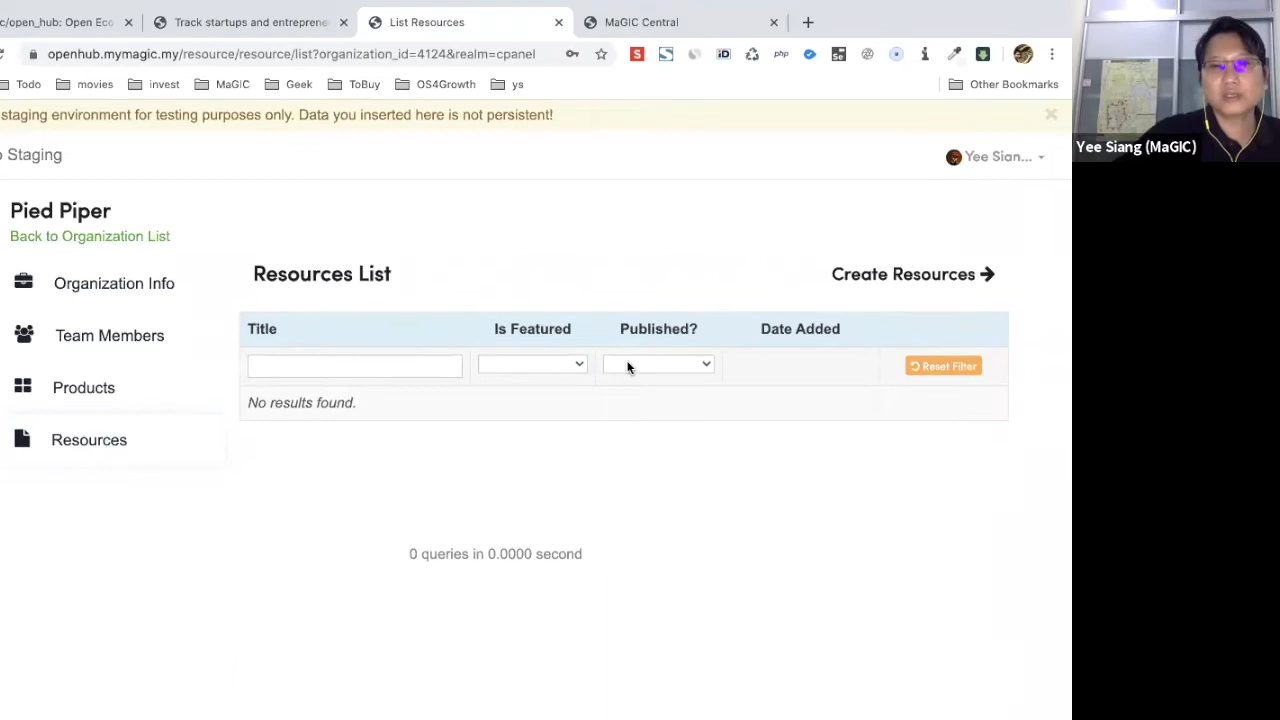 c/open_hub: Open Eco
Track startups and entreprene
List Resources
MaGIC Central
openhub.mymagic.my/resource/resource/list?organization_id=4124&realm=cpanel
Todo
movies
invest
MaGIC
Geek
ToBuy
OS4Growth
ys
Other Bookmarks
staging environment for testing purposes only. Data you inserted here is not persistent!
Staging
Yee Sian...
Yee Siang (MaGIC)
Pied Piper
Back to Organization List
Organization Info
Team Members
Products
Resources
Resources List
Create Resources
Title Is Featured Published? Date Added
Reset Filter
No results found.
0 queries in 0.0000 second